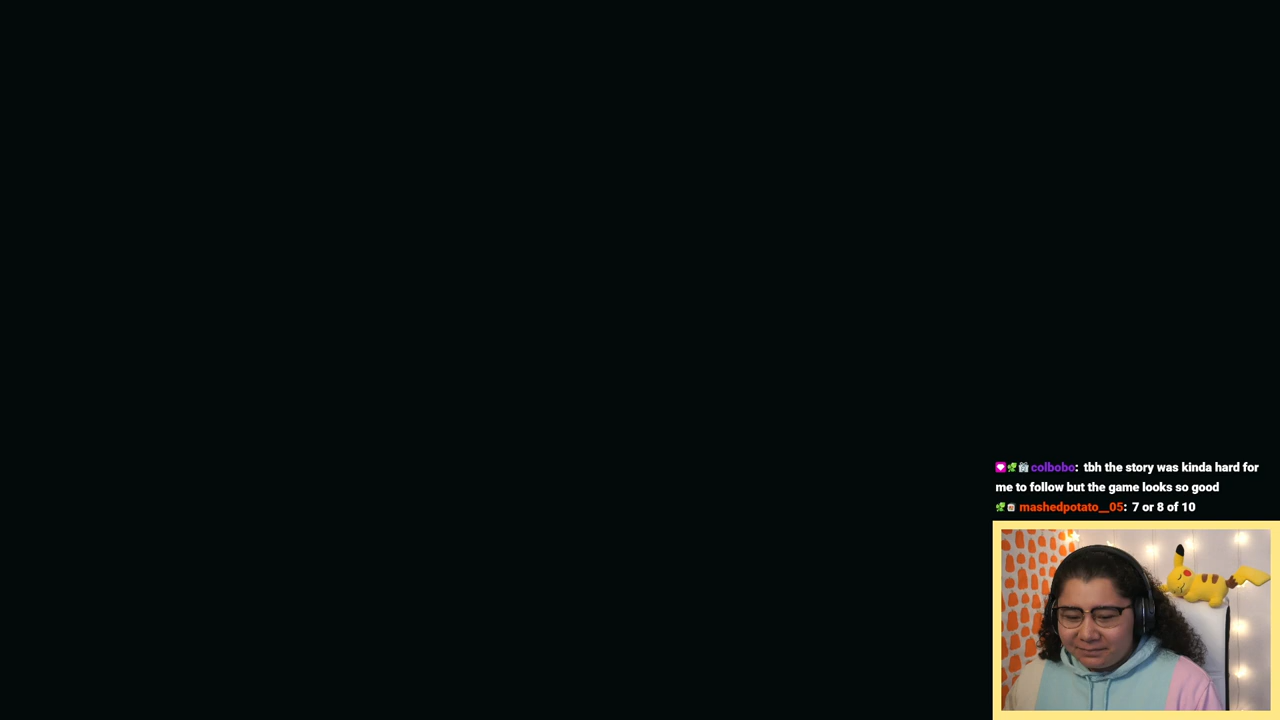 colbobo: tbh the story was kinda hard for
me to follow but the game looks so good
mashedpotato__05: 7 or 8 of 10